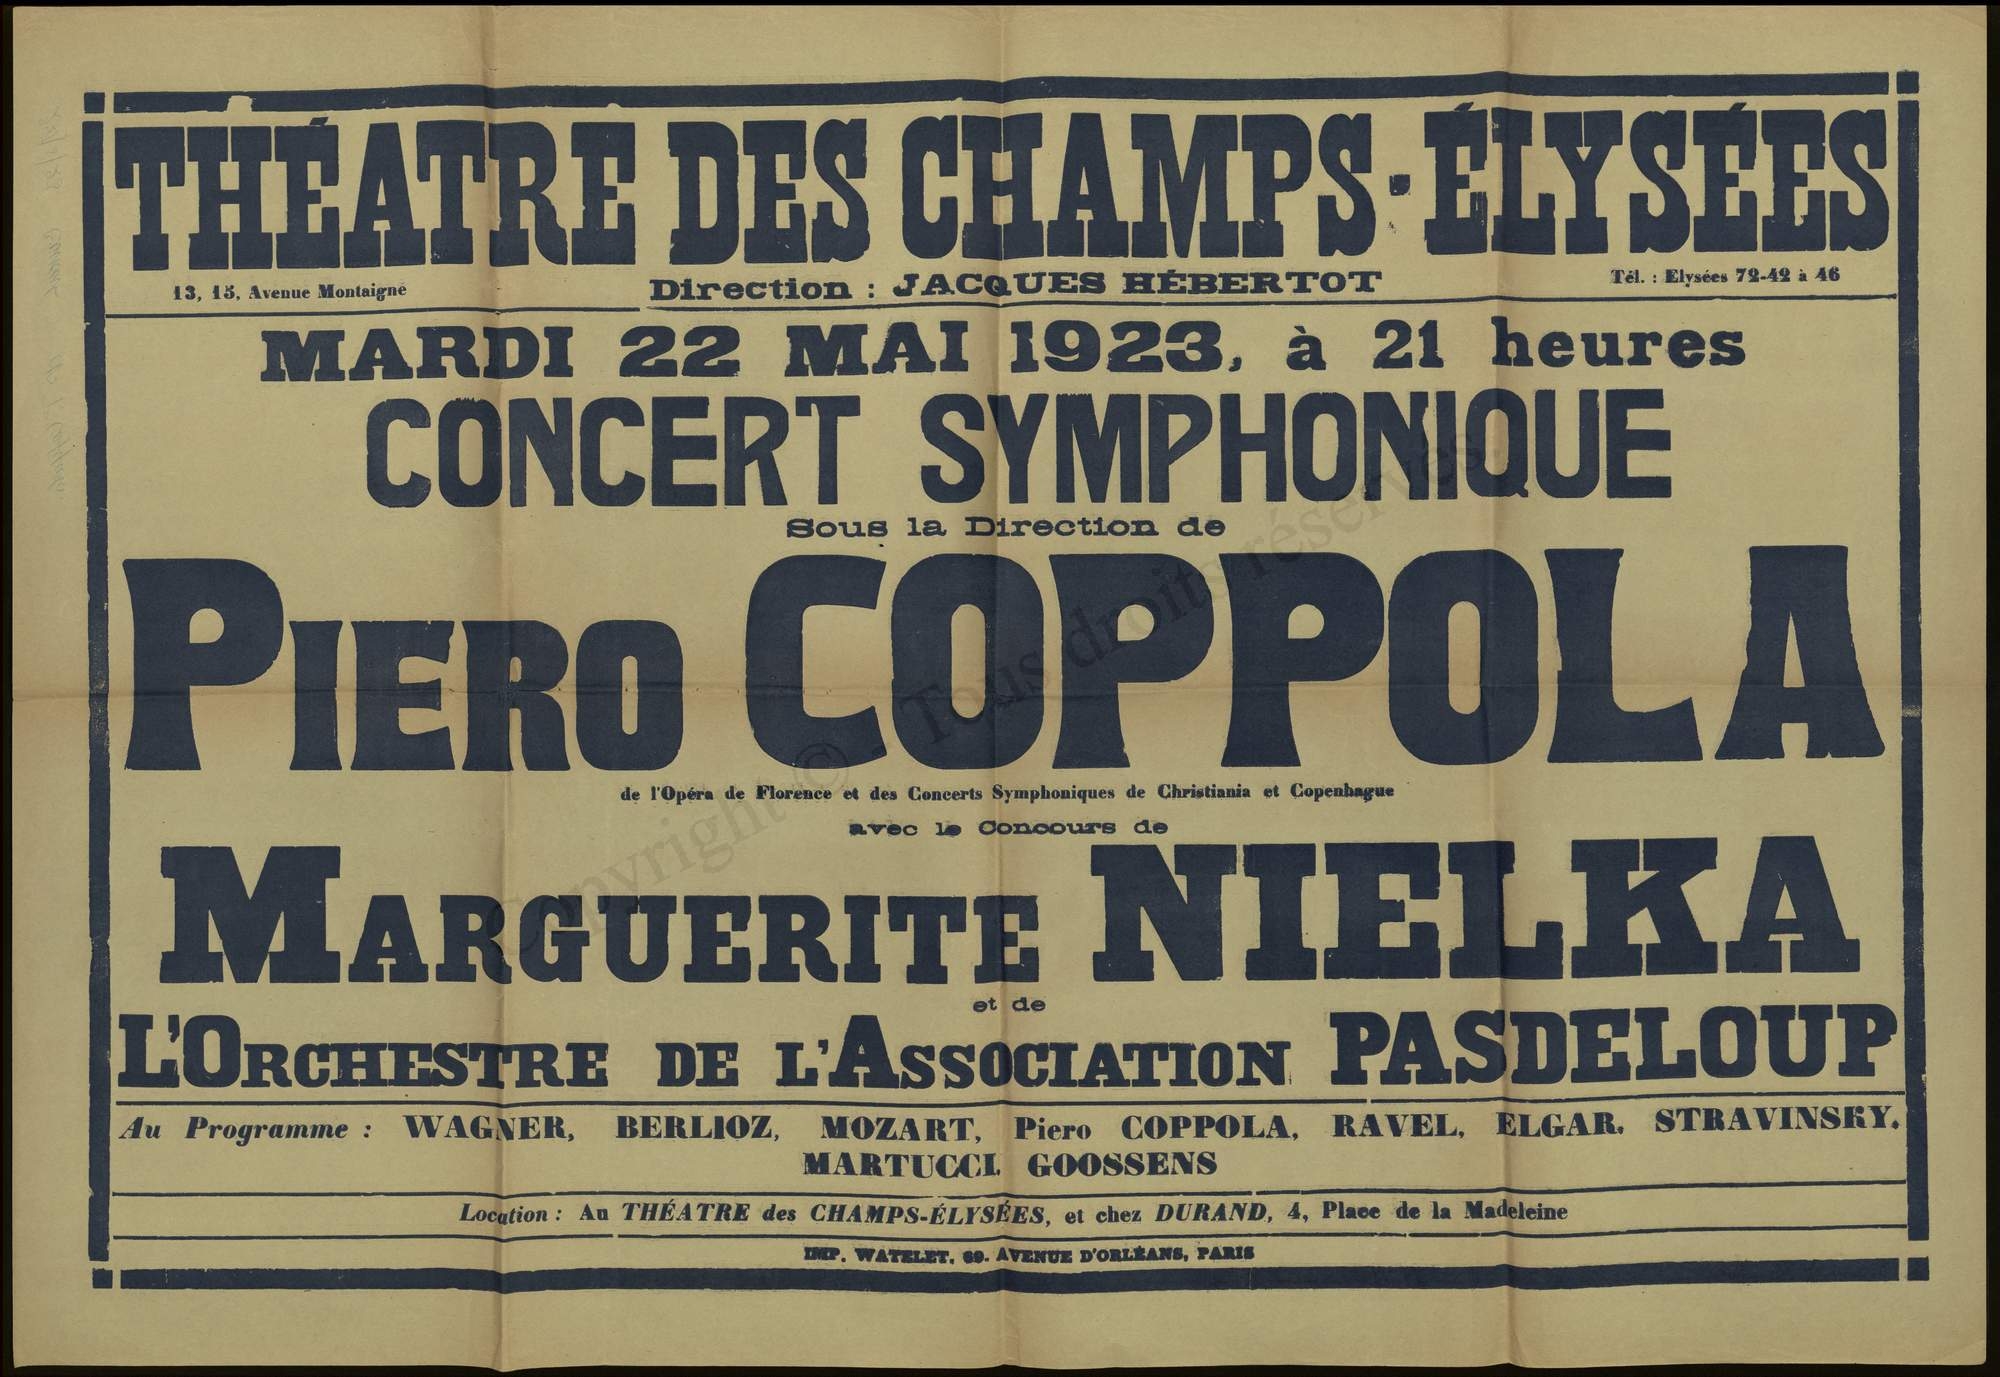 THÉATRE DES CHAMPS-ÉLYSÉES
13, 15, Avenue Montaigne
Direction : JACQUES HÉBERTOT
Tél. : Elysées 72-42 à 46
MARDI 22 MAI 1923, à 21 heures
CONCERT SYMPHONIQUE
Sous la Direction de
PIERO COPPOLA
de l'Opéra de Florence et des Concerts Symphoniques de Christiania et Copenhague
avec le Concours de
MARGUERITE NIELKA
et de
L'ORCHESTRE DE L'ASSOCIATION PASDELOUP
Au Programme : WAGNER, BERLIOZ, MOZART, Piero COPPOLA, RAVEL, ELGAR, STRAVINSKY.
MARTUCCI, GOOSSENS
Location : Au THÉATRE des CHAMPS-ÉLYSÉES, et chez DURAND, 4, Place de la Madeleine
IMP. WATELET, 69. AVENUE D'ORLÉANS, PARIS
Copyright © - Tous droits réservés.